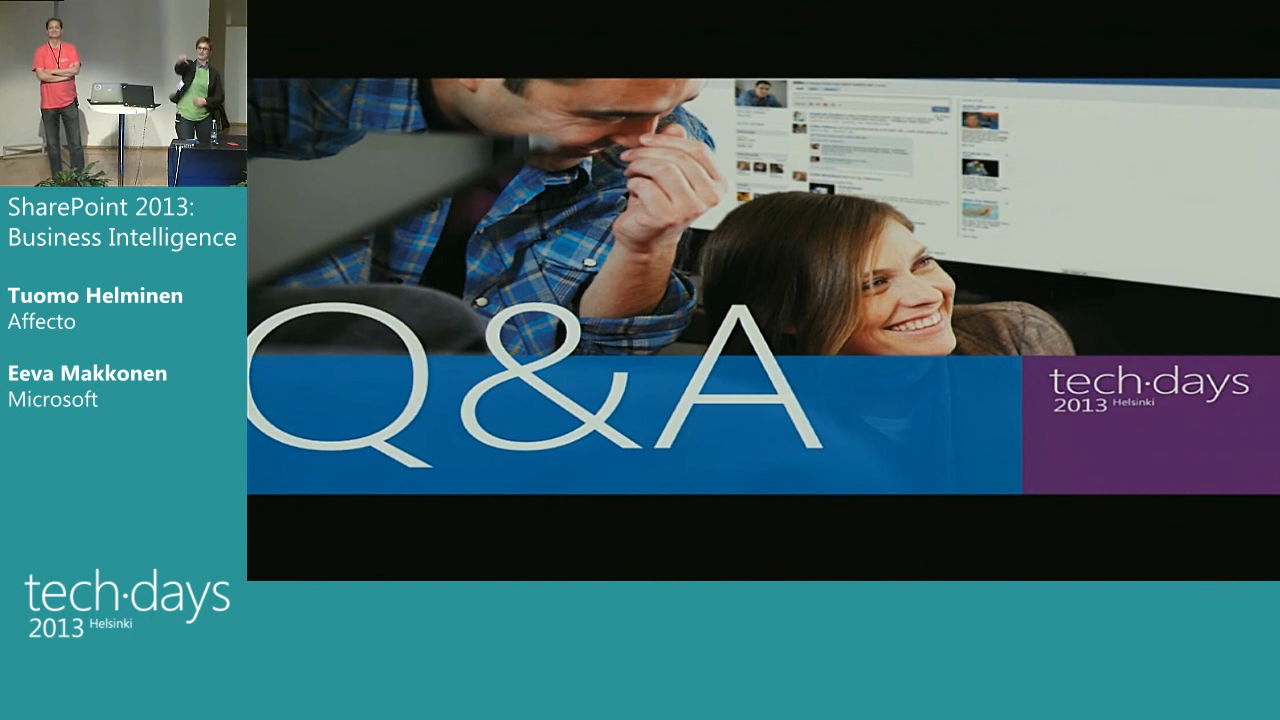 SharePoint 2013:
Business Intelligence
Tuomo Helminen
Affecto
Eeva Makkonen
Microsoft
tech·days
2013 Helsinki
Q&A
tech·days
2013 Helsinki